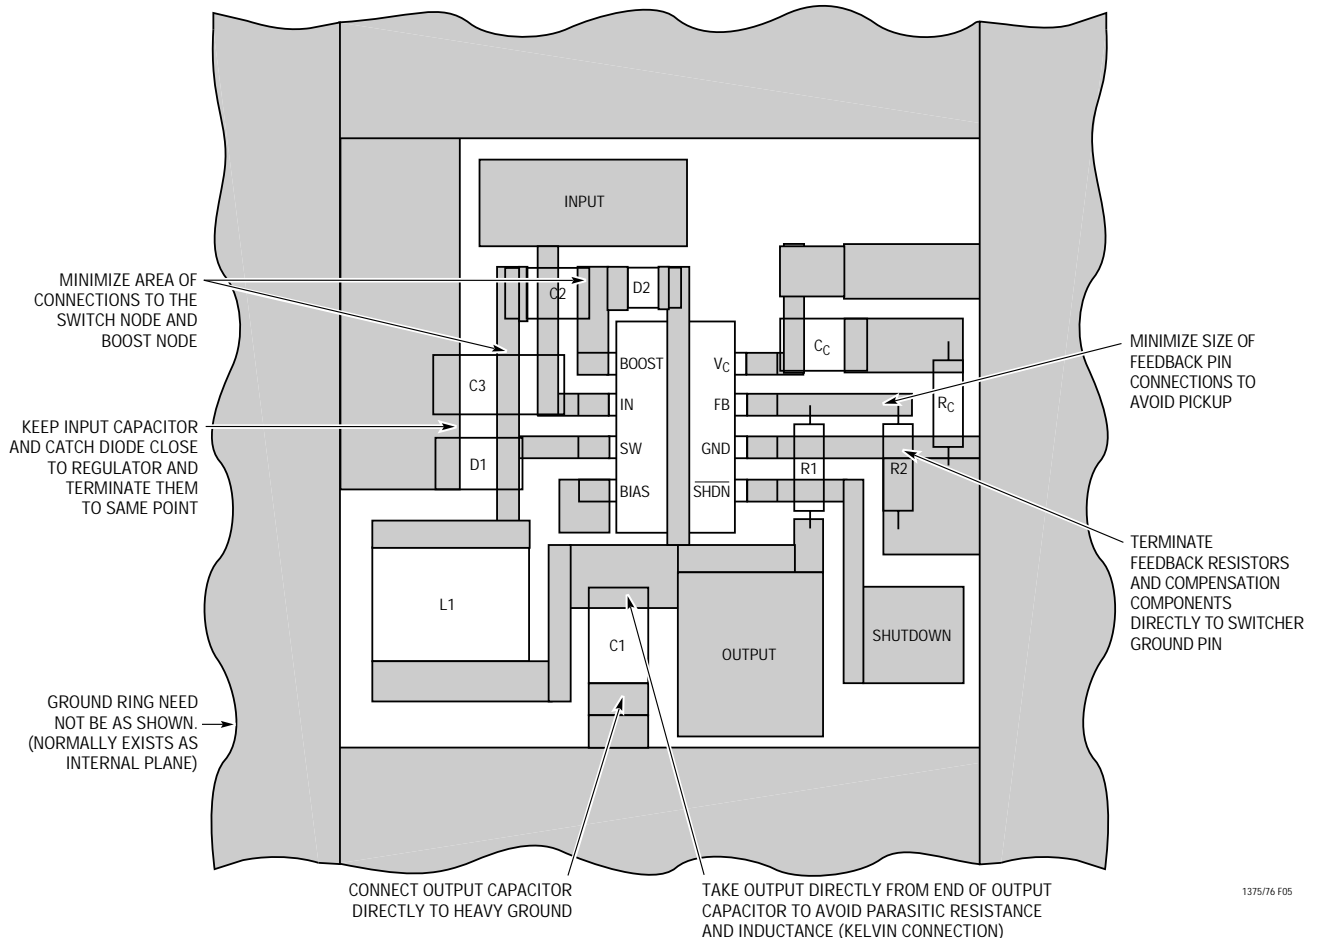 INPUT
MINIMIZE AREA OF
CONNECTIONS TO THE
SWITCH NODE AND
BOOST NODE
C2
D2
BOOST
IN
SW
BIAS
VC
FB
GND
SHDN
CC
RC
R1
R2
C3
D1
KEEP INPUT CAPACITOR
AND CATCH DIODE CLOSE
TO REGULATOR AND
TERMINATE THEM
TO SAME POINT
MINIMIZE SIZE OF
FEEDBACK PIN
CONNECTIONS TO
AVOID PICKUP
TERMINATE
FEEDBACK RESISTORS
AND COMPENSATION
COMPONENTS
DIRECTLY TO SWITCHER
GROUND PIN
L1
C1
OUTPUT
SHUTDOWN
GROUND RING NEED
NOT BE AS SHOWN.
(NORMALLY EXISTS AS
INTERNAL PLANE)
CONNECT OUTPUT CAPACITOR
DIRECTLY TO HEAVY GROUND
TAKE OUTPUT DIRECTLY FROM END OF OUTPUT
CAPACITOR TO AVOID PARASITIC RESISTANCE
AND INDUCTANCE (KELVIN CONNECTION)
1375/76 F05